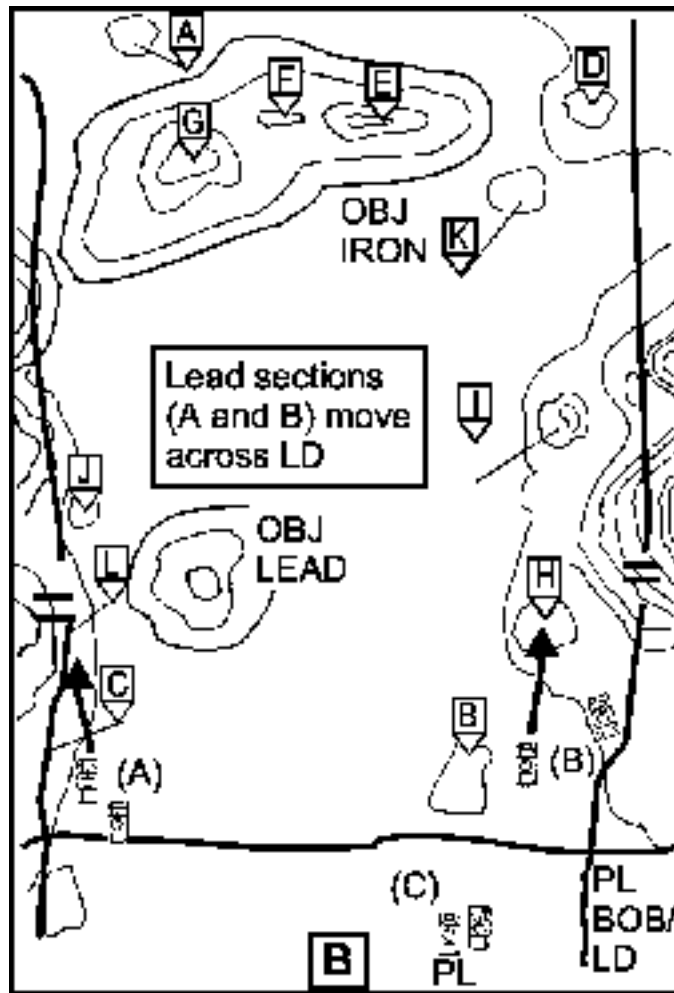 A
F
E
D
G
OBJ
IRON
K
Lead sections
(A and B) move
across LD
I
J
OBJ
LEAD
L
H
C
B
(A)
(B)
(C)
PL
BOB/
LD
B
PL